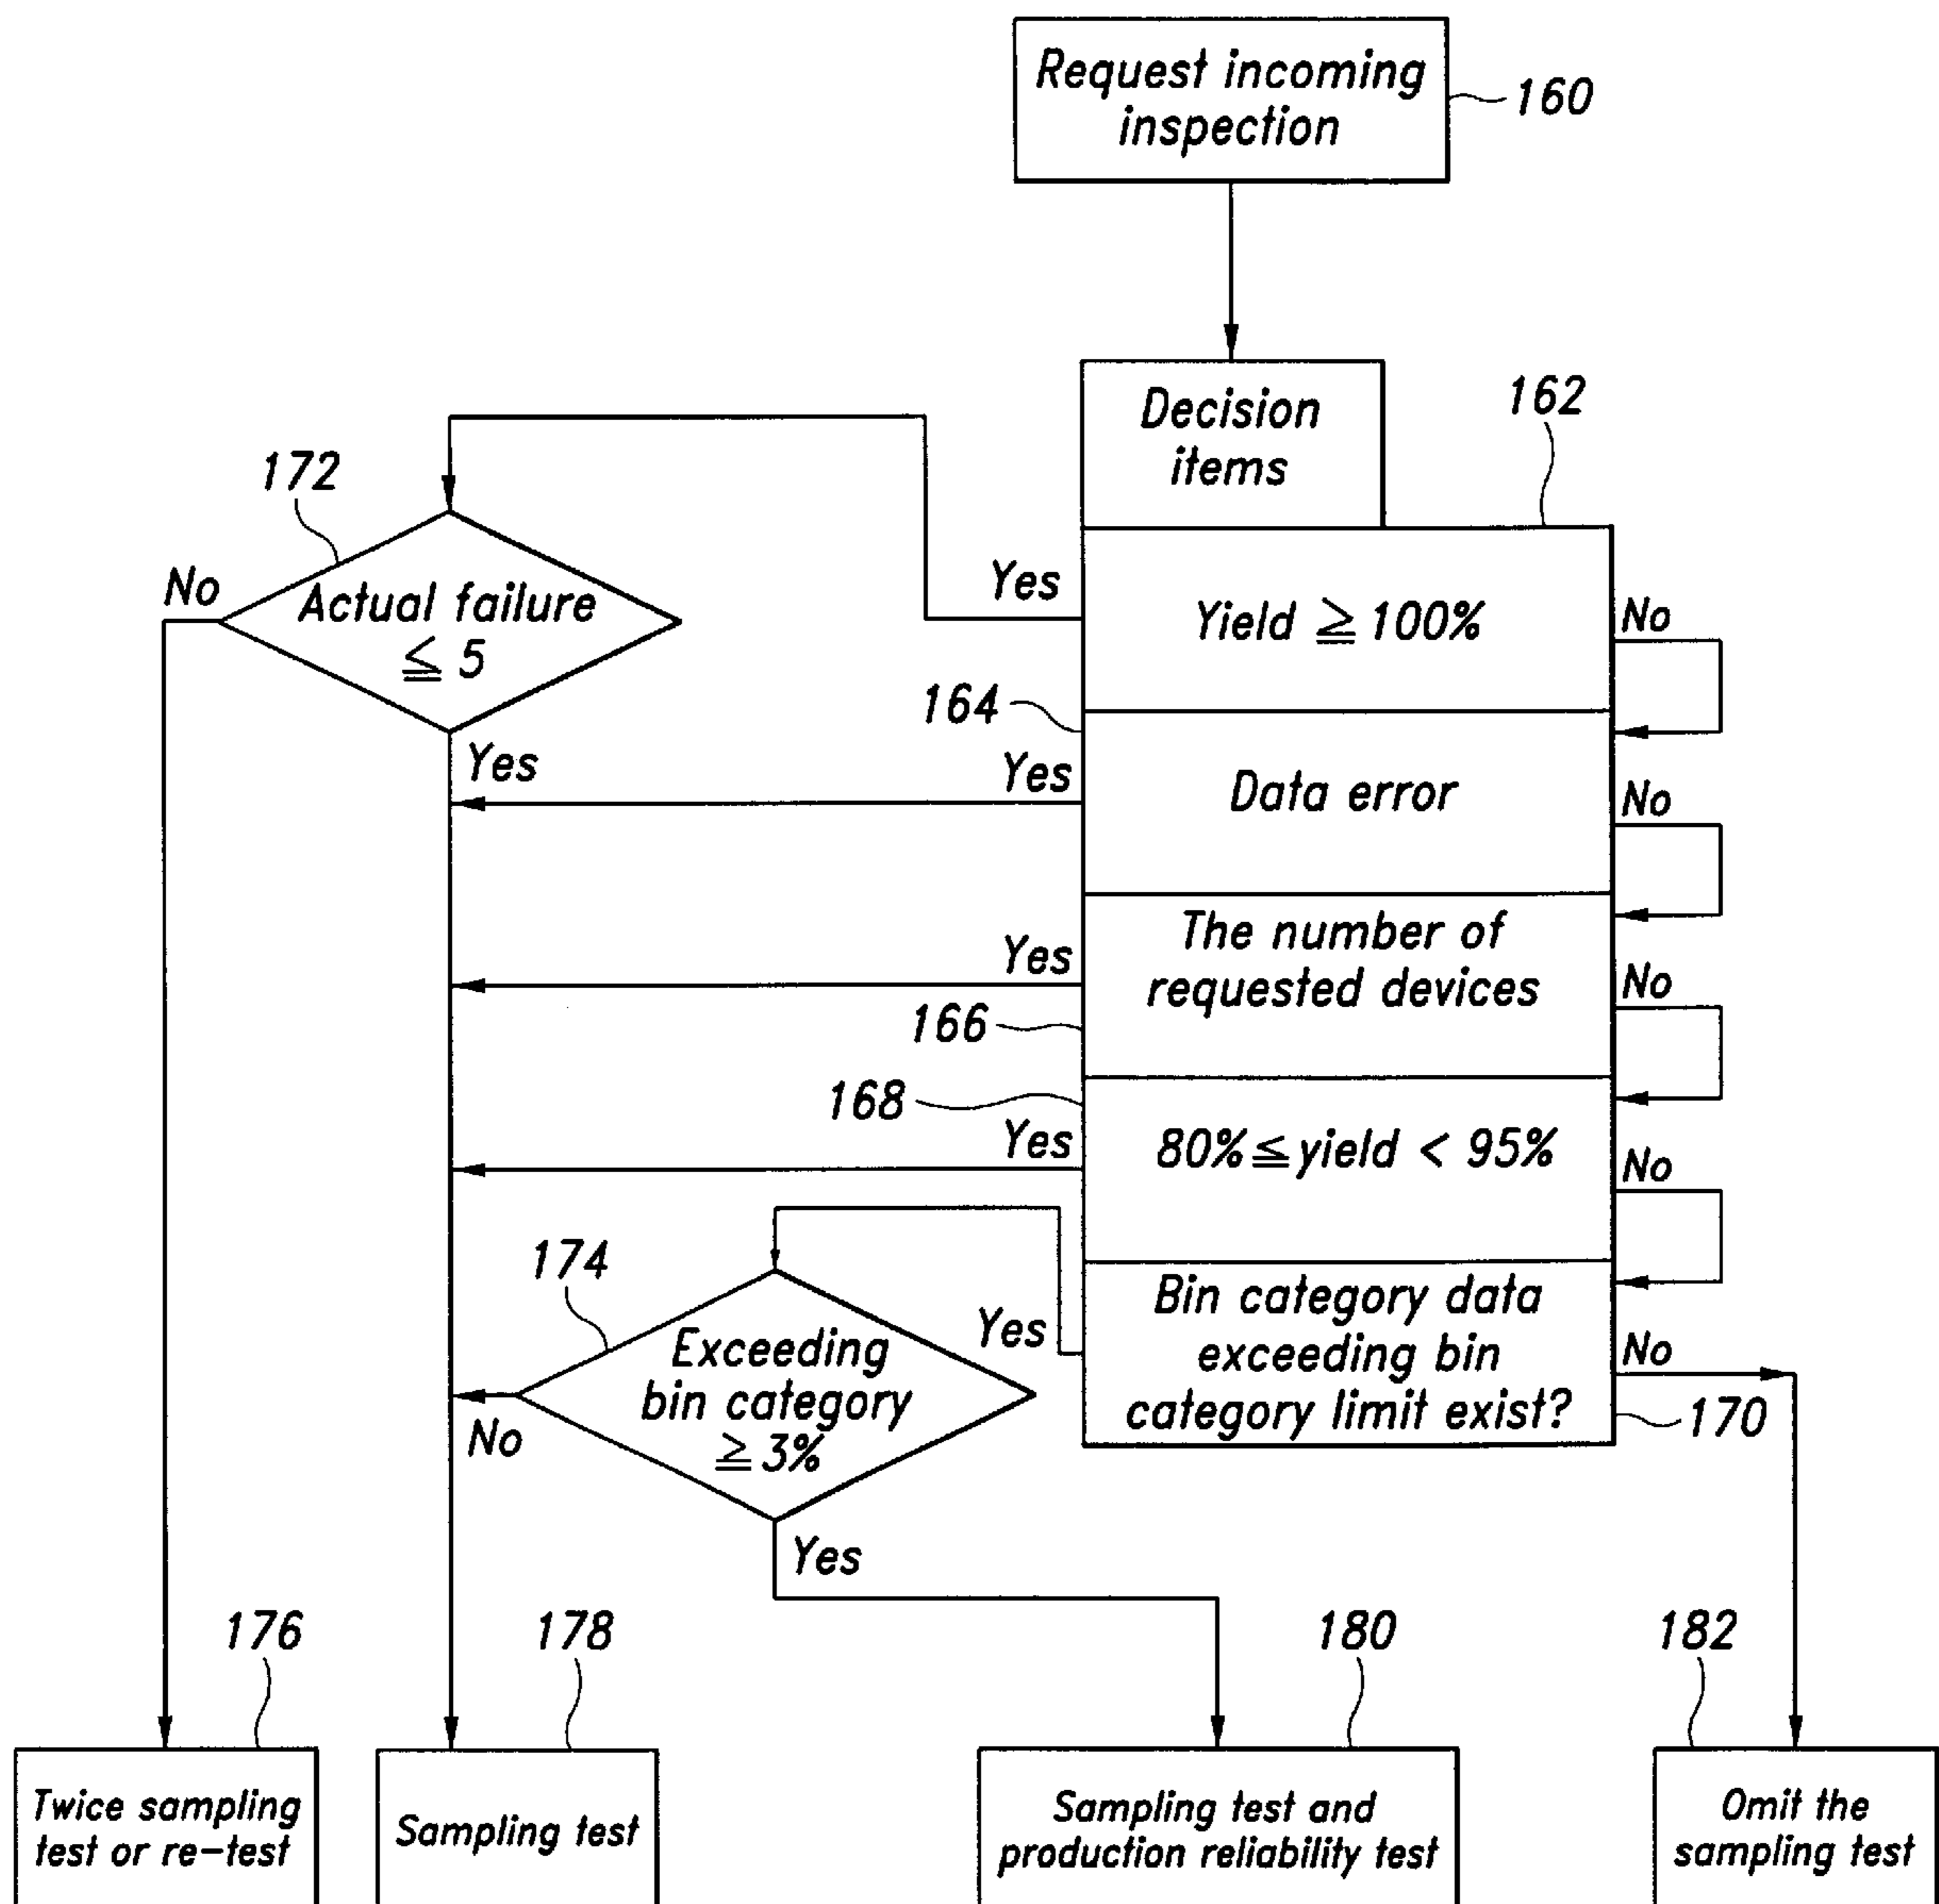 Request incoming
inspection
160
Decision
items
162
172
No
Actual failure
≦ 5
Yes
Yes
Yield ≧ 100%
No
164
Yes
Data error
No
Yes
The number of
requested devices
No
166
168
Yes
80%≦yield < 95%
No
174
Exceeding
bin category
≧ 3%
No
Yes
Yes
Bin category data
exceeding bin
category limit exist?
No
170
176
178
180
182
Twice sampling
test or re-test
Sampling test
Sampling test and
production reliability test
Omit the
sampling test